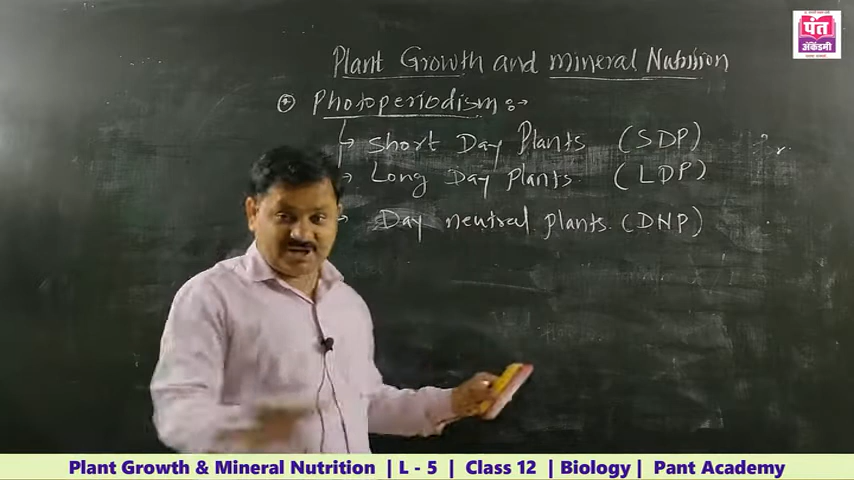 पंत
अ‍ॅकॅडमी
Plant Growth and mineral Nutrition
Photoperiodism :→
→ Short Day Plants (SDP)
→ Long Day Plants (LDP)
→ Day neutral plants. (DNP)
Plant Growth & Mineral Nutrition | L - 5 | Class 12 | Biology | Pant Academy